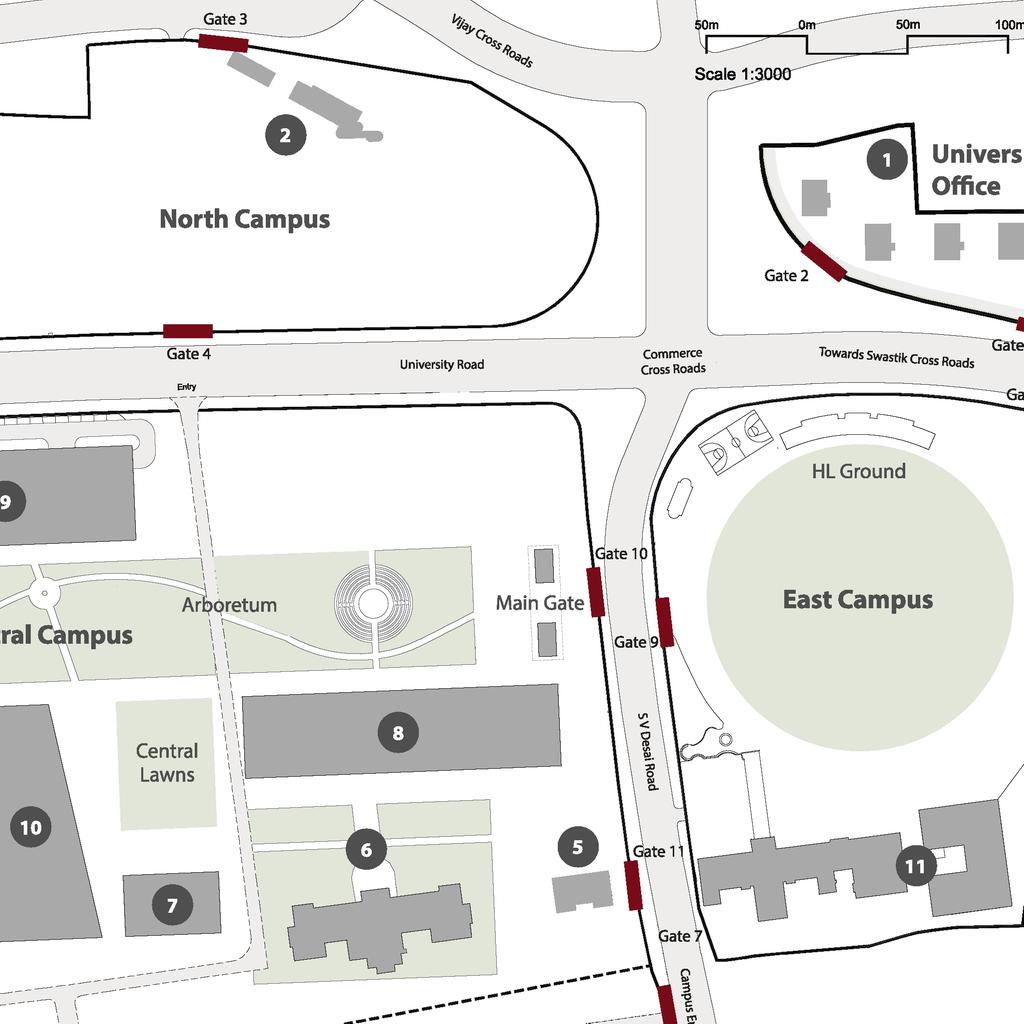 Gate 3
Vijay Cross Roads
50m 0m 50m 100m
Scale 1:3000
2
1
Univers
Office
North Campus
Gate 2
Gate 4
University Road
Commerce
Cross Roads
Towards Swastik Cross Roads
Gate
Entry
Ga
HL Ground
9
Gate 10
Arboretum
Main Gate
East Campus
tral Campus
Gate 9
8
Central
Lawns
S V Desai Road
10
6
5
Gate 11
11
7
Gate 7
Campus En